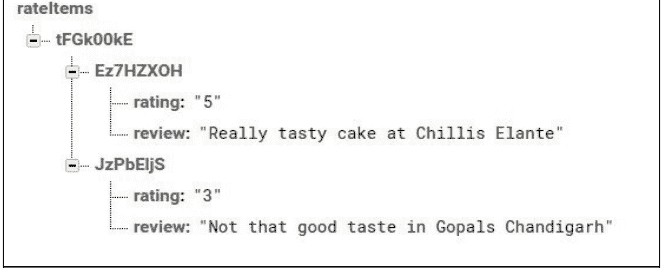 rateItems
tFGk00kE
Ez7HZXOH
rating: "5"
review: "Really tasty cake at Chillis Elante"
JzPbEljS
rating: "3"
review: "Not that good taste in Gopals Chandigarh"